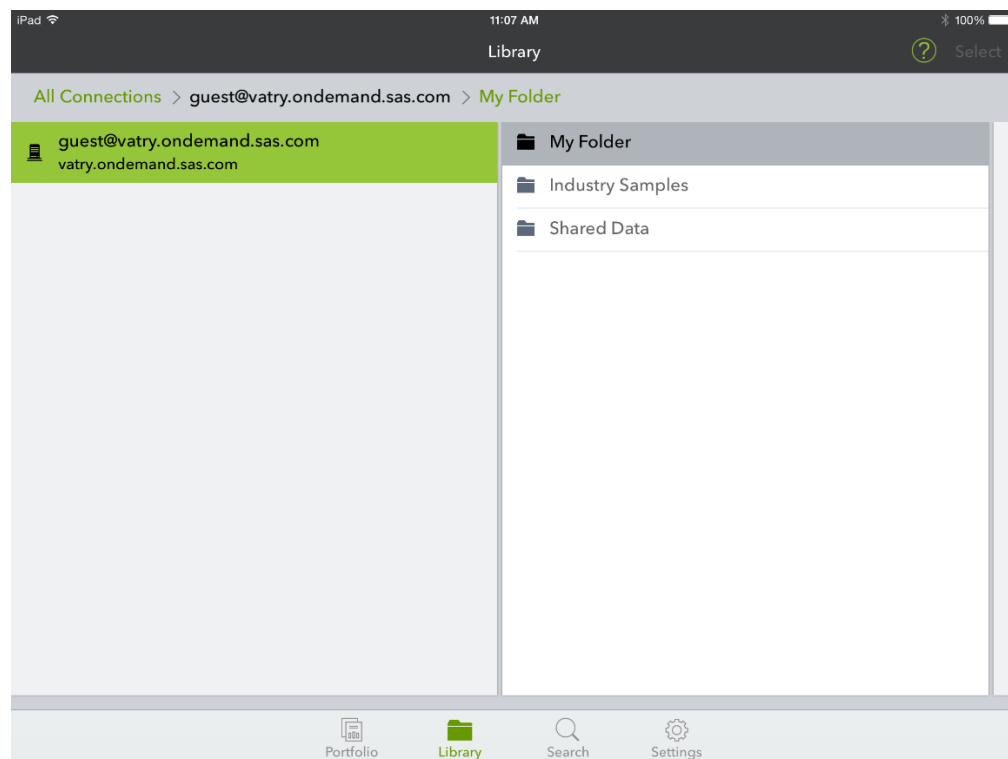 iPad 11:07 AM 100%
Library ? Select
All Connections > guest@vatry.ondemand.sas.com > My Folder
guest@vatry.ondemand.sas.com
vatry.ondemand.sas.com
My Folder
Industry Samples
Shared Data
Portfolio Library Search Settings